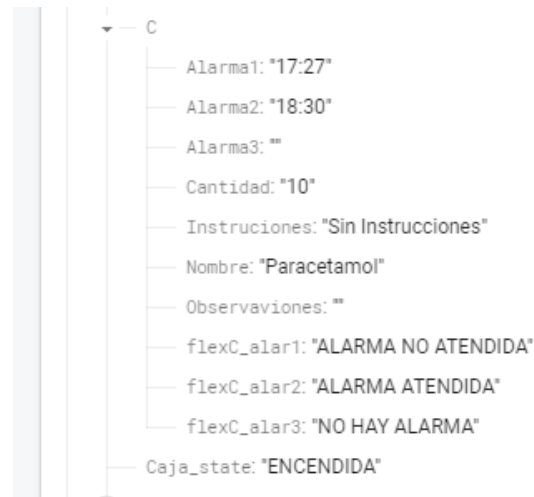 C
Alarma1: "17:27"
Alarma2: "18:30"
Alarma3: ""
Cantidad: "10"
Instruciones: "Sin Instrucciones"
Nombre: "Paracetamol"
Observaviones: ""
flexC_alar1: "ALARMA NO ATENDIDA"
flexC_alar2: "ALARMA ATENDIDA"
flexC_alar3: "NO HAY ALARMA"
Caja_state: "ENCENDIDA"